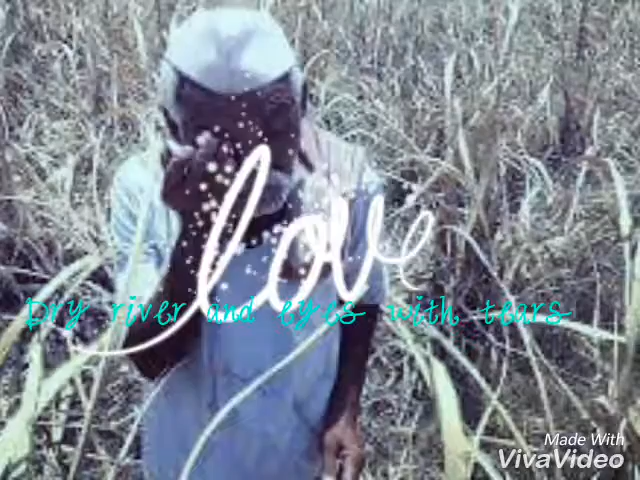 love
Dry river and eyes with tears
Made With
VivaVideo